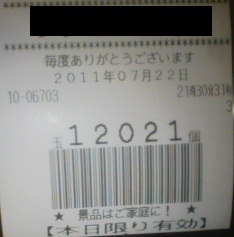 毎度ありがとうございます
2011年07月22日
10-06703 21時30分31秒
3
玉 12021 個
★ 景品はご家庭に! ★
【本日限り有効】